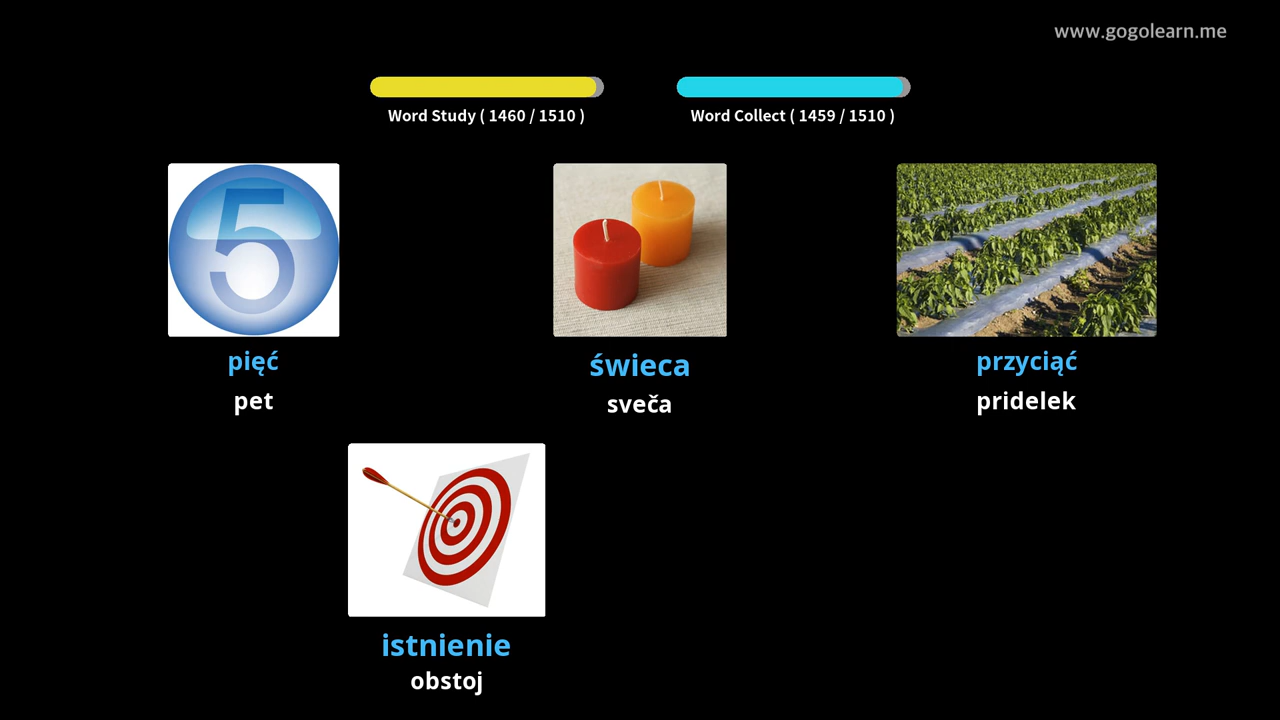 www.gogolearn.me
Word Study ( 1460 / 1510 )
Word Collect ( 1459 / 1510 )
5
pięć
pet
świeca
sveča
przyciąć
pridelek
istnienie
obstoj